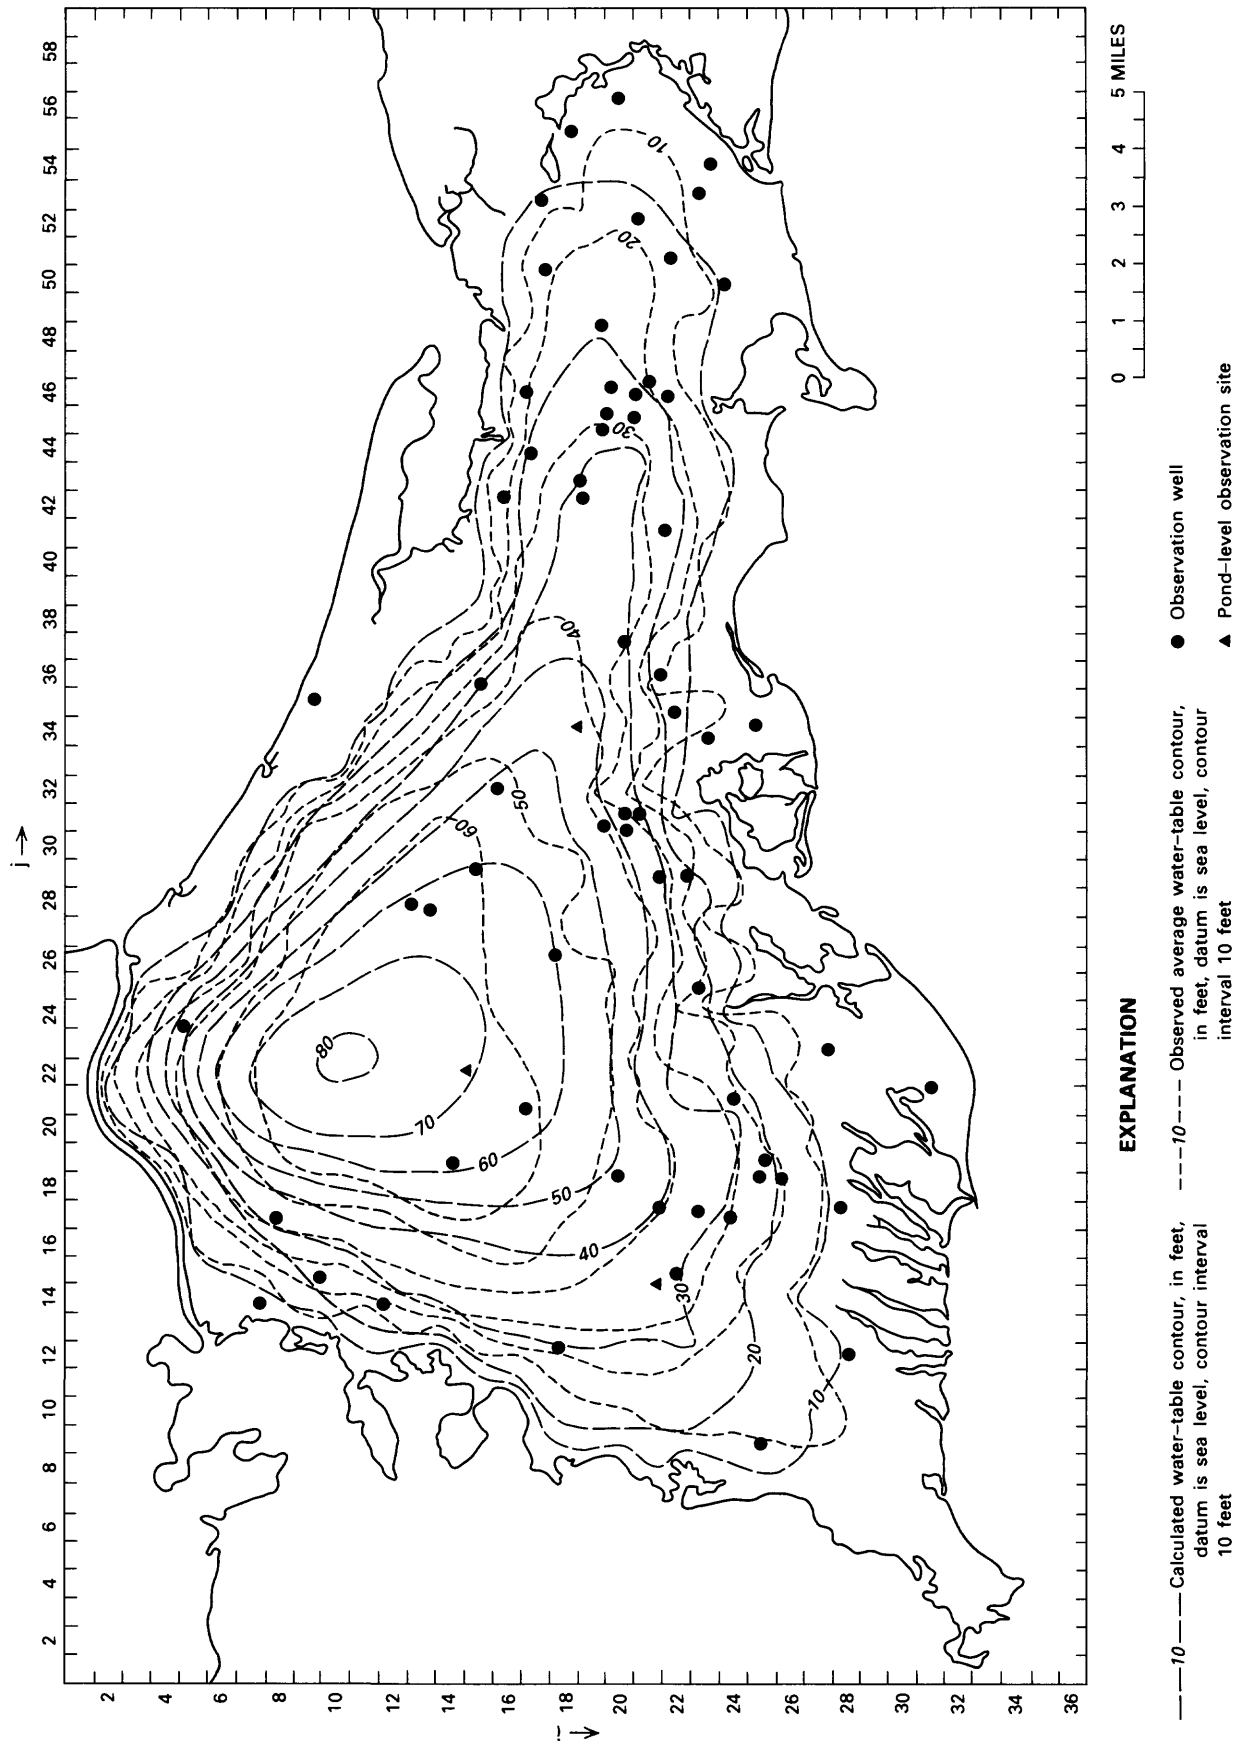 j →
2 4 6 8 10 12 14 16 18 20 22 24 26 28 30 32 34 36 38 40 42 44 46 48 50 52 54 56 58
i →
2 4 6 8 10 12 14 16 18 20 22 24 26 28 30 32 34 36
80
70
60
50
40
30
20
10
60
50
40
30
20
10
0 1 2 3 4 5 MILES
EXPLANATION
——10—— Calculated water-table contour, in feet,
datum is sea level, contour interval
10 feet
---10--- Observed average water-table contour,
in feet, datum is sea level, contour
interval 10 feet
● Observation well
▲ Pond-level observation site